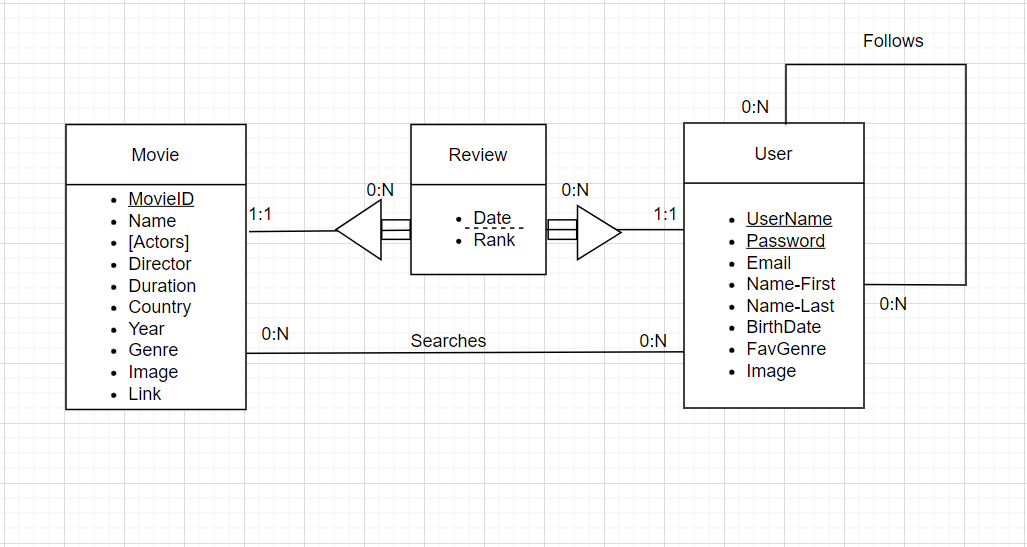 Follows
0:N
Movie
Review
User
0:N
0:N
1:1
1:1
MovieID
Name
[Actors]
Director
Duration
Country
Year
Genre
Image
Link
Date
Rank
UserName
Password
Email
Name-First
Name-Last
BirthDate
FavGenre
Image
0:N
0:N
Searches
0:N